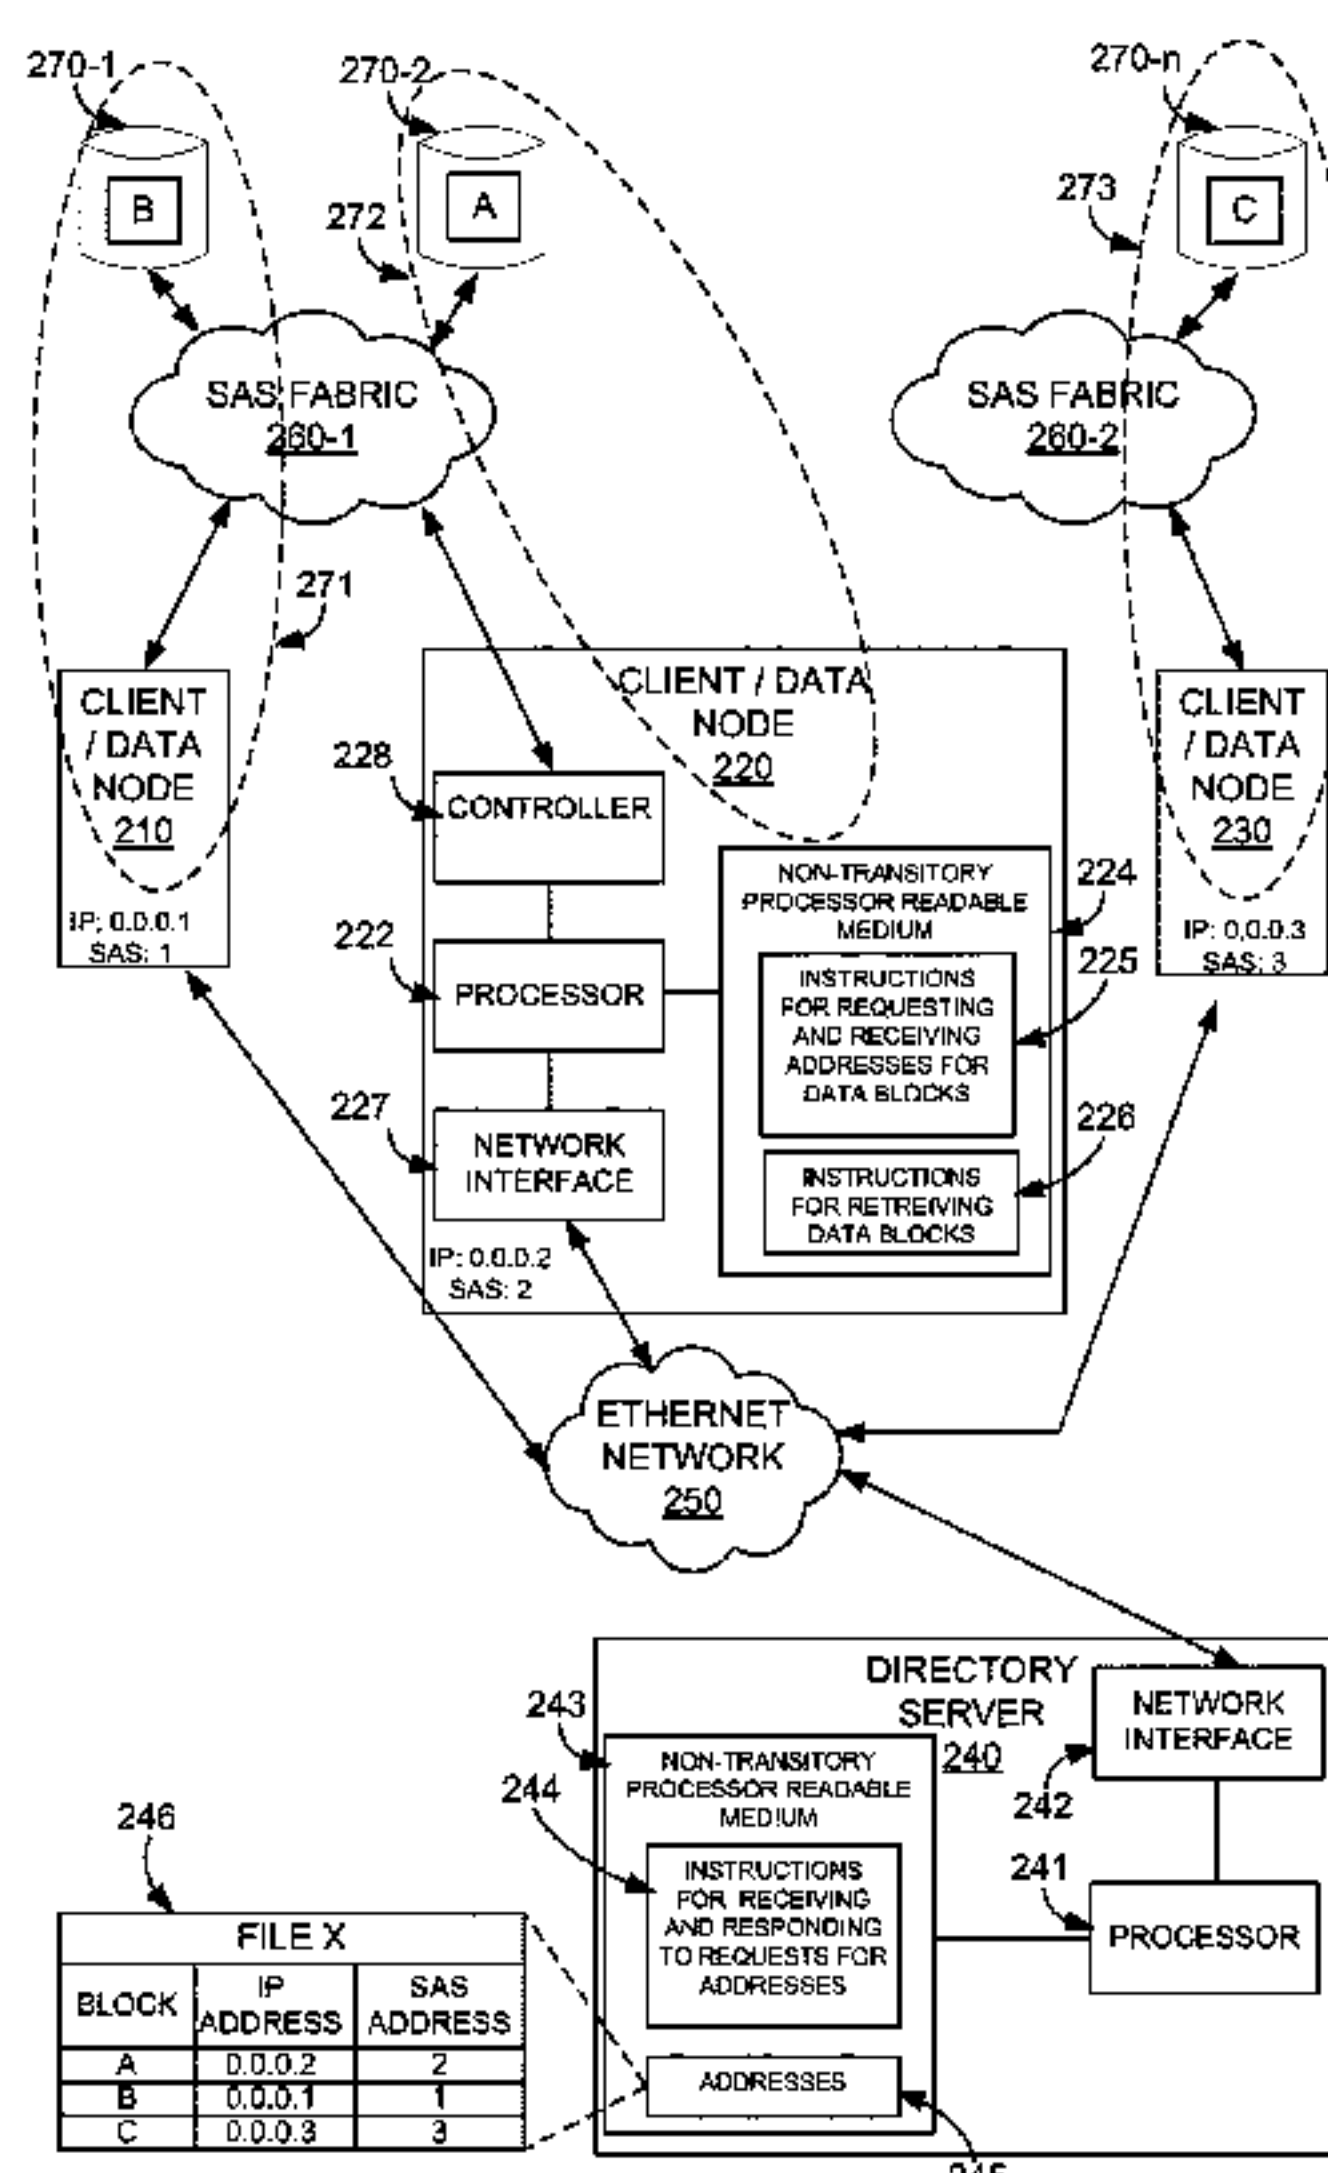 270-1
270-2
270-n
B
A
C
272
273
SAS FABRIC
260-1
SAS FABRIC
260-2
271
CLIENT
/ DATA
NODE
210
IP: 0.0.0.1
SAS: 1
CLIENT / DATA
NODE
220
CLIENT
/ DATA
NODE
230
IP: 0.0.0.3
SAS: 3
228
CONTROLLER
222
PROCESSOR
227
NETWORK
INTERFACE
IP: 0.0.0.2
SAS: 2
NON-TRANSITORY
PROCESSOR READABLE
MEDIUM
224
225
INSTRUCTIONS
FOR REQUESTING
AND RECEIVING
ADDRESSES FOR
DATA BLOCKS
226
INSTRUCTIONS
FOR RETREIVING
DATA BLOCKS
ETHERNET
NETWORK
250
DIRECTORY
SERVER
240
NETWORK
INTERFACE
242
241
PROCESSOR
243
NON-TRANSITORY
PROCESSOR READABLE
MEDIUM
244
INSTRUCTIONS
FOR RECEIVING
AND RESPONDING
TO REQUESTS FOR
ADDRESSES
ADDRESSES
246
FILE X
BLOCK IP ADDRESS SAS ADDRESS
A 0.0.0.2 2
B 0.0.0.1 1
C 0.0.0.3 3